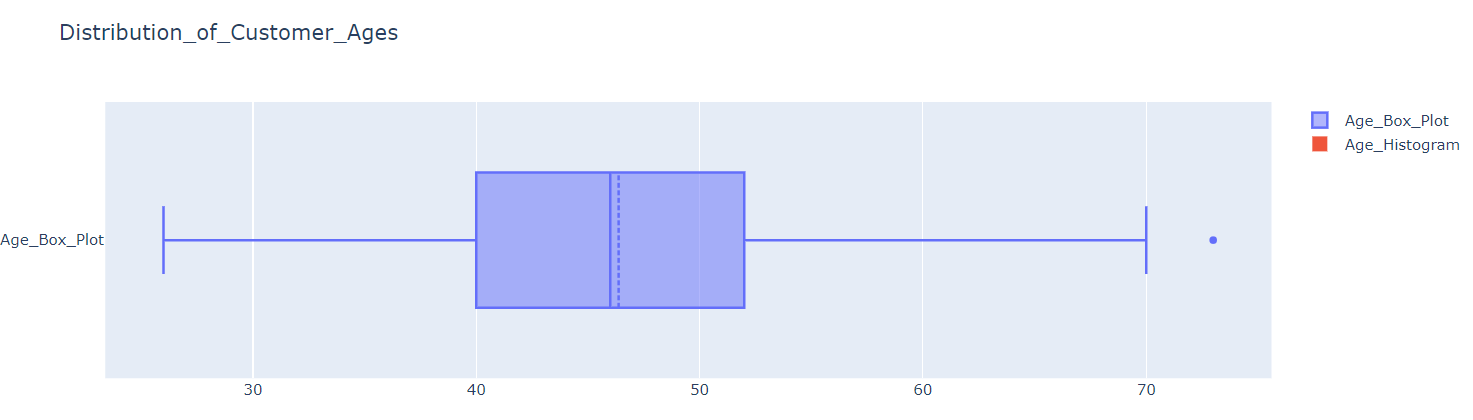 Distribution_of_Customer_Ages
Age_Box_Plot
Age_Histogram
Age_Box_Plot
30 40 50 60 70